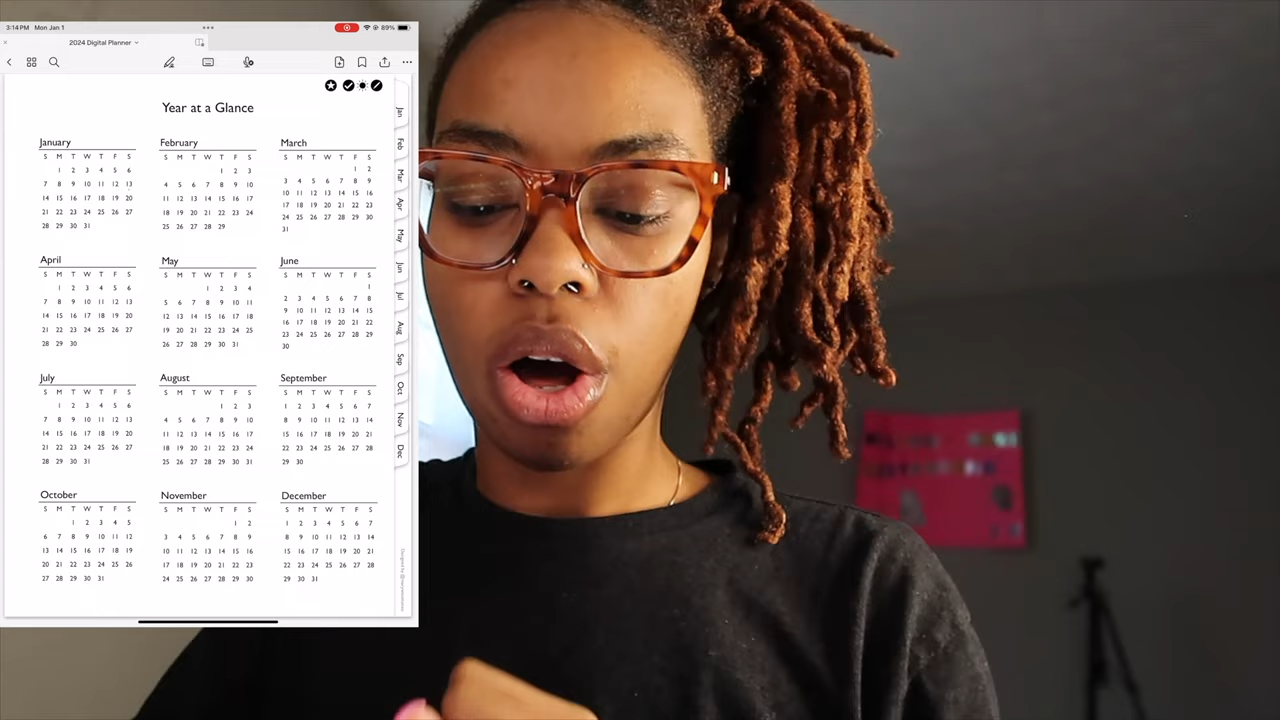 3:14 PM Mon Jan 1
89%
2024 Digital Planner
Year at a Glance
January
S M T W T F S
1 2 3 4 5 6
7 8 9 10 11 12 13
14 15 16 17 18 19 20
21 22 23 24 25 26 27
28 29 30 31
February
S M T W T F S
1 2 3
4 5 6 7 8 9 10
11 12 13 14 15 16 17
18 19 20 21 22 23 24
25 26 27 28 29
March
S M T W T F S
1 2
3 4 5 6 7 8 9
10 11 12 13 14 15 16
17 18 19 20 21 22 23
24 25 26 27 28 29 30
31
April
S M T W T F S
1 2 3 4 5 6
7 8 9 10 11 12 13
14 15 16 17 18 19 20
21 22 23 24 25 26 27
28 29 30
May
S M T W T F S
1 2 3 4
5 6 7 8 9 10 11
12 13 14 15 16 17 18
19 20 21 22 23 24 25
26 27 28 29 30 31
June
S M T W T F S
1
2 3 4 5 6 7 8
9 10 11 12 13 14 15
16 17 18 19 20 21 22
23 24 25 26 27 28 29
30
July
S M T W T F S
1 2 3 4 5 6
7 8 9 10 11 12 13
14 15 16 17 18 19 20
21 22 23 24 25 26 27
28 29 30 31
August
S M T W T F S
1 2 3
4 5 6 7 8 9 10
11 12 13 14 15 16 17
18 19 20 21 22 23 24
25 26 27 28 29 30 31
September
S M T W T F S
1 2 3 4 5 6 7
8 9 10 11 12 13 14
15 16 17 18 19 20 21
22 23 24 25 26 27 28
29 30
October
S M T W T F S
1 2 3 4 5
6 7 8 9 10 11 12
13 14 15 16 17 18 19
20 21 22 23 24 25 26
27 28 29 30 31
November
S M T W T F S
1 2
3 4 5 6 7 8 9
10 11 12 13 14 15 16
17 18 19 20 21 22 23
24 25 26 27 28 29 30
December
S M T W T F S
1 2 3 4 5 6 7
8 9 10 11 12 13 14
15 16 17 18 19 20 21
22 23 24 25 26 27 28
29 30 31
Jan
Feb
Mar
Apr
May
Jun
Jul
Aug
Sep
Oct
Nov
Dec
Designed by